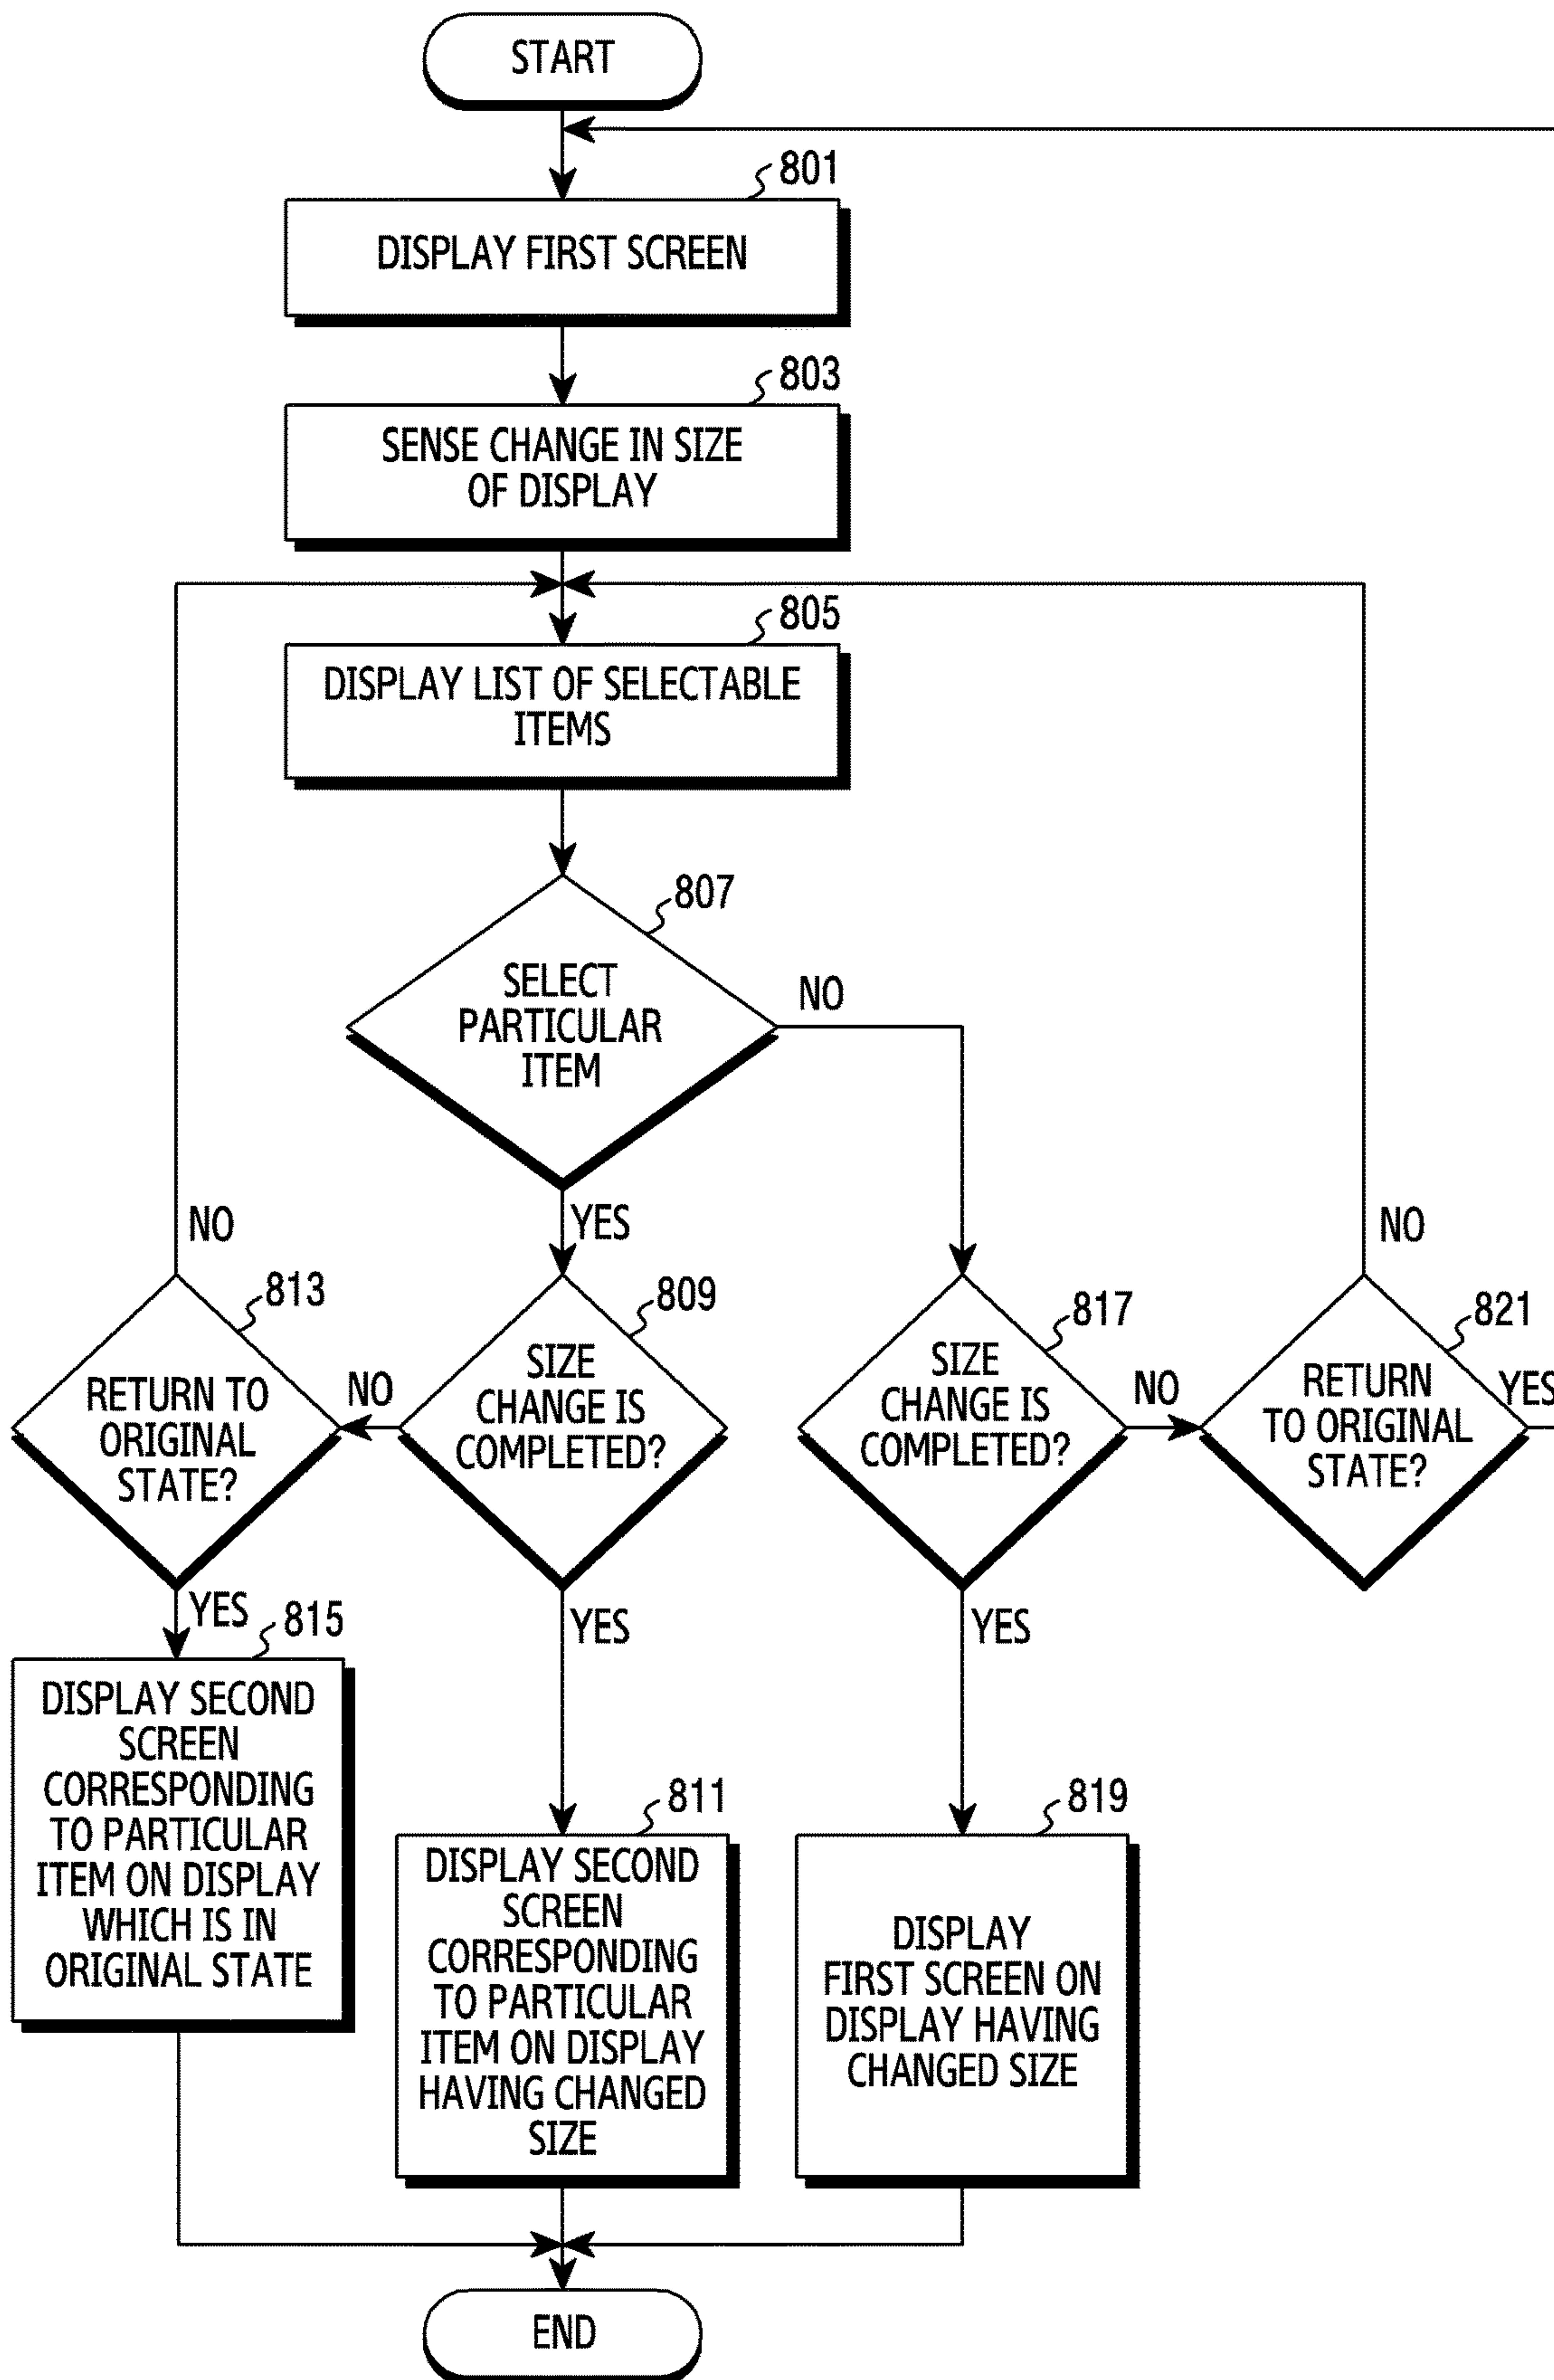 START
801
DISPLAY FIRST SCREEN
803
SENSE CHANGE IN SIZE
OF DISPLAY
805
DISPLAY LIST OF SELECTABLE
ITEMS
807
SELECT
PARTICULAR
ITEM
NO
YES
NO
813
RETURN TO
ORIGINAL
STATE?
NO
809
SIZE
CHANGE IS
COMPLETED?
817
SIZE
CHANGE IS
COMPLETED?
NO
NO
821
RETURN
TO ORIGINAL
STATE?
YES
YES
815
DISPLAY SECOND
SCREEN
CORRESPONDING
TO PARTICULAR
ITEM ON DISPLAY
WHICH IS IN
ORIGINAL STATE
YES
811
DISPLAY SECOND
SCREEN
CORRESPONDING
TO PARTICULAR
ITEM ON DISPLAY
HAVING CHANGED
SIZE
YES
819
DISPLAY
FIRST SCREEN ON
DISPLAY HAVING
CHANGED SIZE
END